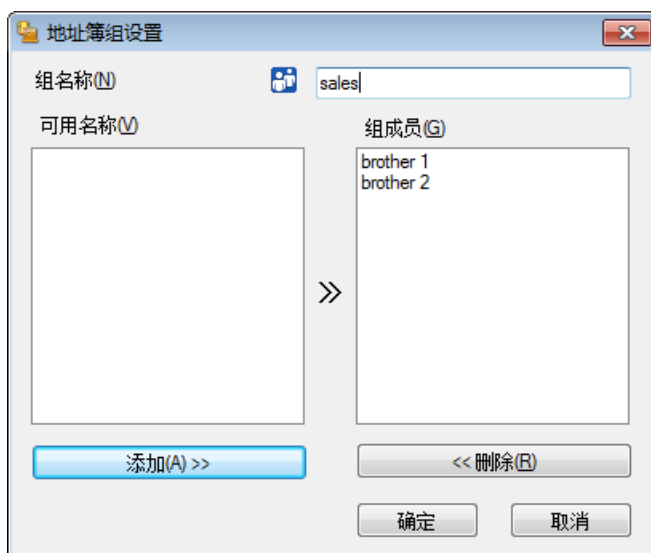 地址簿组设置
组名称(N)
sales
可用名称(V)
组成员(G)
brother 1
brother 2
添加(A) >>
<< 删除(R)
确定
取消